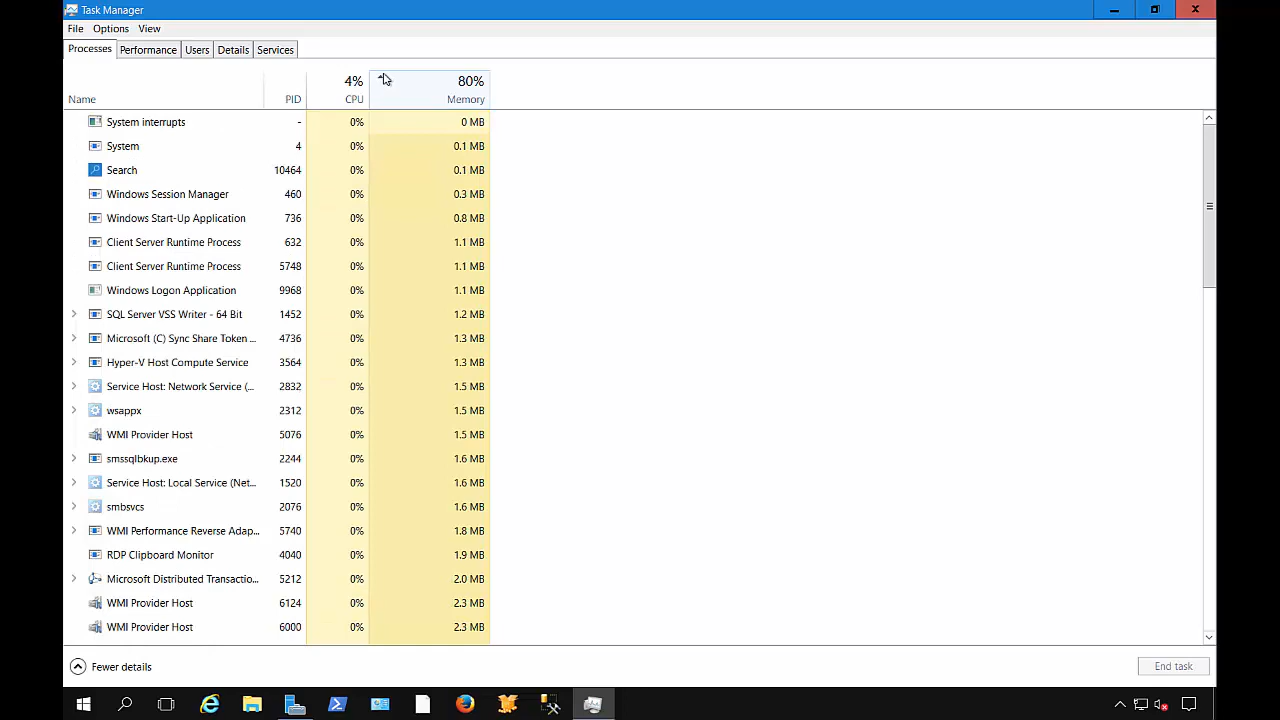 Task Manager
File Options View
Processes Performance Users Details Services
4% 80%
Name PID CPU Memory
System interrupts - 0% 0 MB
System 4 0% 0.1 MB
Search 10464 0% 0.1 MB
Windows Session Manager 460 0% 0.3 MB
Windows Start-Up Application 736 0% 0.8 MB
Client Server Runtime Process 632 0% 1.1 MB
Client Server Runtime Process 5748 0% 1.1 MB
Windows Logon Application 9968 0% 1.1 MB
SQL Server VSS Writer - 64 Bit 1452 0% 1.2 MB
Microsoft (C) Sync Share Token ... 4736 0% 1.3 MB
Hyper-V Host Compute Service 3564 0% 1.3 MB
Service Host: Network Service (... 2832 0% 1.5 MB
wsappx 2312 0% 1.5 MB
WMI Provider Host 5076 0% 1.5 MB
smssqlbkup.exe 2244 0% 1.6 MB
Service Host: Local Service (Net... 1520 0% 1.6 MB
smbsvcs 2076 0% 1.6 MB
WMI Performance Reverse Adap... 5740 0% 1.8 MB
RDP Clipboard Monitor 4040 0% 1.9 MB
Microsoft Distributed Transactio... 5212 0% 2.0 MB
WMI Provider Host 6124 0% 2.3 MB
WMI Provider Host 6000 0% 2.3 MB
Fewer details End task